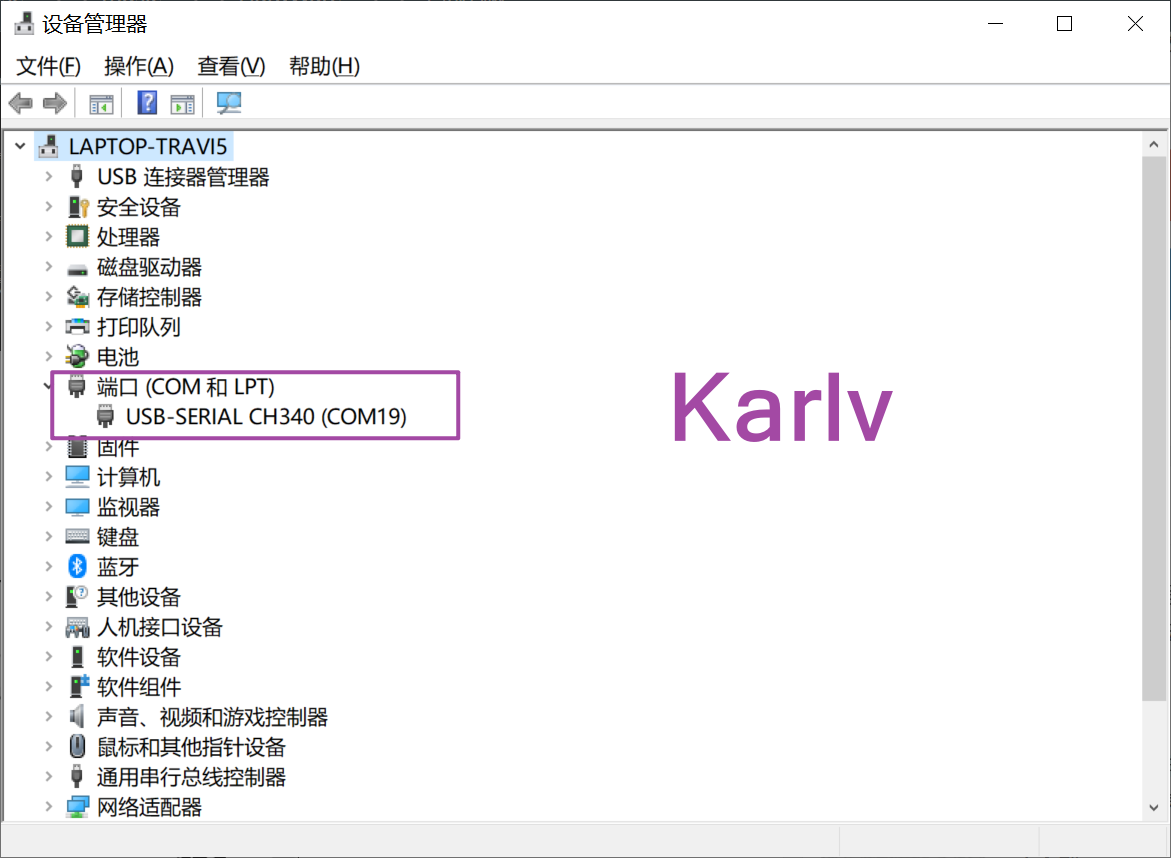 设备管理器
文件(F) 操作(A) 查看(V) 帮助(H)
LAPTOP-TRAVI5
USB 连接器管理器
安全设备
处理器
磁盘驱动器
存储控制器
打印队列
电池
端口 (COM 和 LPT)
USB-SERIAL CH340 (COM19)
Karlv
固件
计算机
监视器
键盘
蓝牙
其他设备
人机接口设备
软件设备
软件组件
声音、视频和游戏控制器
鼠标和其他指针设备
通用串行总线控制器
网络适配器